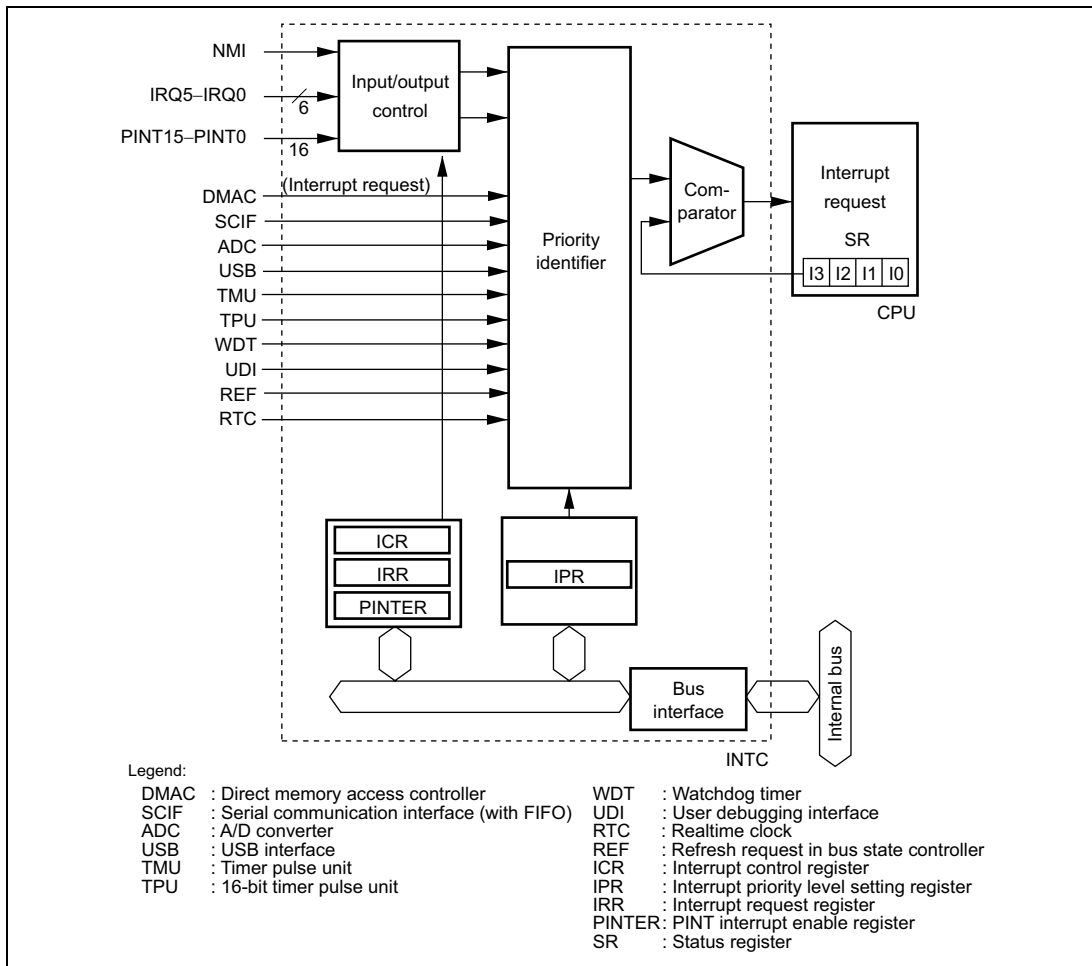 NMI
IRQ5–IRQ0
6
PINT15–PINT0
16
Input/output
control
DMAC
(Interrupt request)
SCIF
ADC
USB
TMU
TPU
WDT
UDI
REF
RTC
Priority
identifier
Com-
parator
Interrupt
request
SR
I3 I2 I1 I0
CPU
ICR
IRR
PINTER
IPR
Bus
interface
Internal bus
INTC
Legend:
DMAC : Direct memory access controller
SCIF : Serial communication interface (with FIFO)
ADC : A/D converter
USB : USB interface
TMU : Timer pulse unit
TPU : 16-bit timer pulse unit
WDT : Watchdog timer
UDI : User debugging interface
RTC : Realtime clock
REF : Refresh request in bus state controller
ICR : Interrupt control register
IPR : Interrupt priority level setting register
IRR : Interrupt request register
PINTER: PINT interrupt enable register
SR : Status register